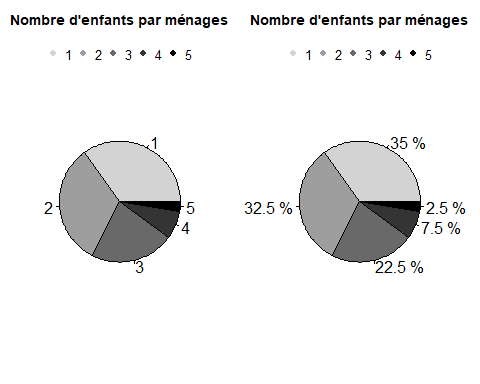 Nombre d'enfants par ménages
1 2 3 4 5
1
2
5
4
3
Nombre d'enfants par ménages
1 2 3 4 5
35 %
32.5 %
2.5 %
7.5 %
22.5 %